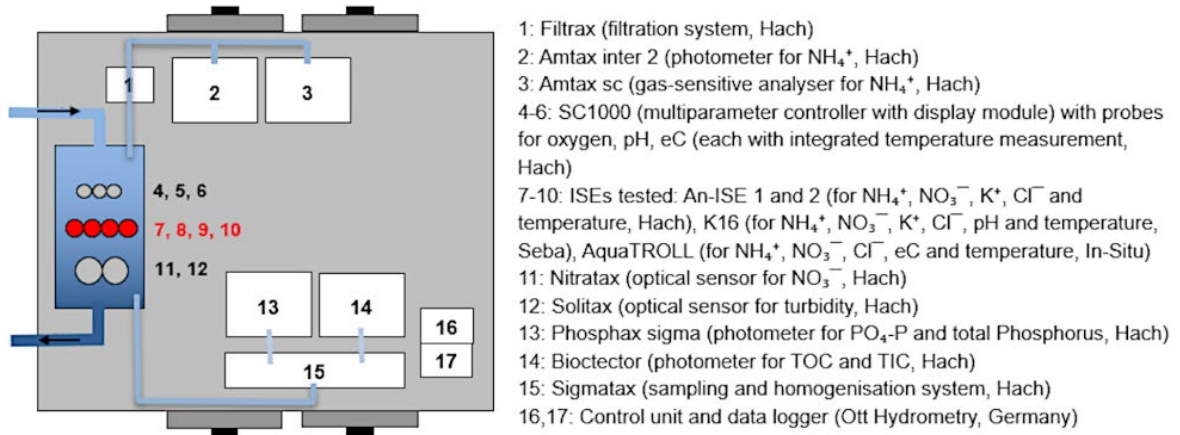 1: Filtrax (filtration system, Hach)
2: Amtax inter 2 (photometer for NH₄⁺, Hach)
3: Amtax sc (gas-sensitive analyser for NH₄⁺, Hach)
4-6: SC1000 (multiparameter controller with display module) with probes
for oxygen, pH, eC (each with integrated temperature measurement,
Hach)
7-10: ISEs tested: An-ISE 1 and 2 (for NH₄⁺, NO₃⁻, K⁺, Cl⁻ and
temperature, Hach), K16 (for NH₄⁺, NO₃⁻, K⁺, Cl⁻, pH and temperature,
Seba), AquaTROLL (for NH₄⁺, NO₃⁻, Cl⁻, eC and temperature, In-Situ)
11: Nitratax (optical sensor for NO₃⁻, Hach)
12: Solitax (optical sensor for turbidity, Hach)
13: Phosphax sigma (photometer for PO₄-P and total Phosphorus, Hach)
14: Bioctector (photometer for TOC and TIC, Hach)
15: Sigmatax (sampling and homogenisation system, Hach)
16,17: Control unit and data logger (Ott Hydrometry, Germany)
1
2
3
4, 5, 6
7, 8, 9, 10
11, 12
13
14
15
16
17